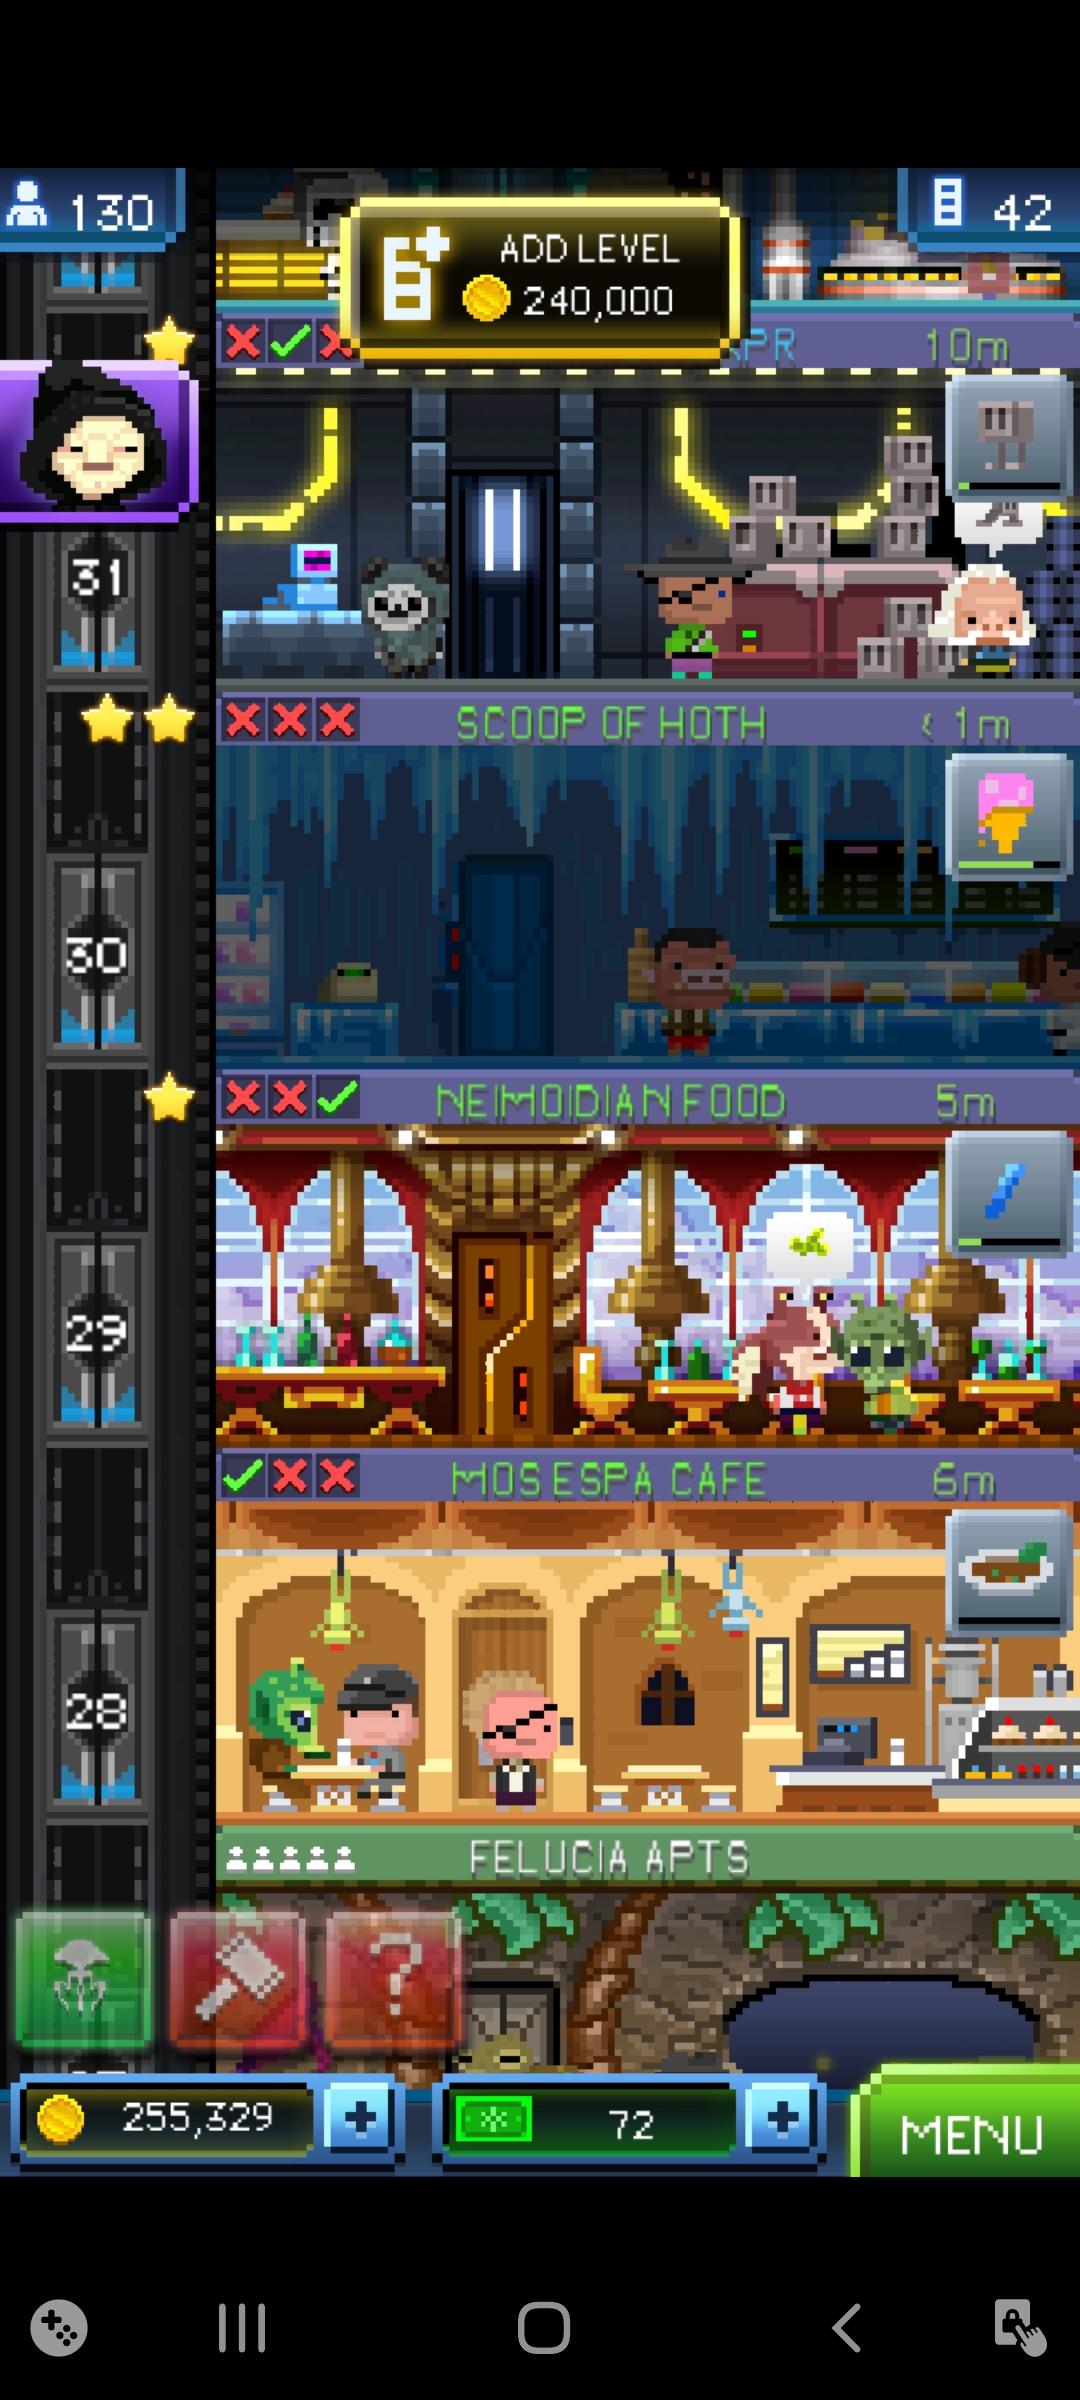 130
ADD LEVEL
240,000
42
10m
31
SCOOP OF HOTH
< 1m
30
NEIMOIDIAN FOOD
5m
29
MOS ESPA CAFE
6m
28
FELUCIA APTS
?
255,329
+
72
+
MENU